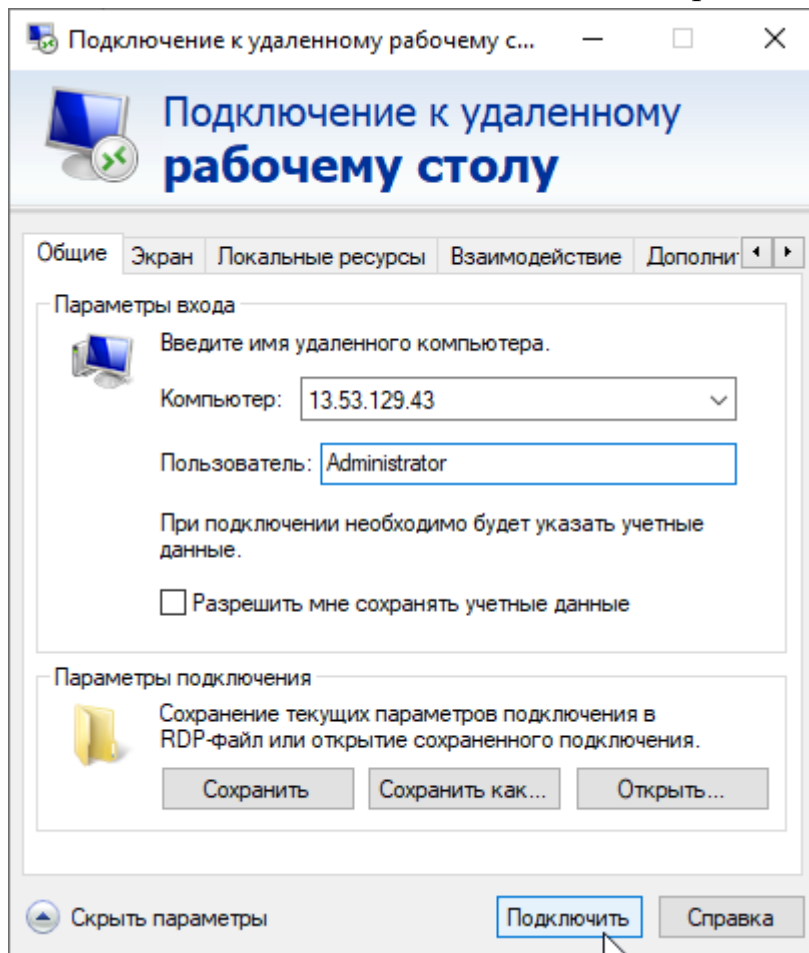 Подключение к удаленному рабочему с...
Подключение к удаленному
рабочему столу
Общие Экран Локальные ресурсы Взаимодействие Дополнит
Параметры входа
Введите имя удаленного компьютера.
Компьютер: 13.53.129.43
Пользователь: Administrator
При подключении необходимо будет указать учетные
данные.
Разрешить мне сохранять учетные данные
Параметры подключения
Сохранение текущих параметров подключения в
RDP-файл или открытие сохраненного подключения.
Сохранить Сохранить как... Открыть...
Скрыть параметры Подключить Справка